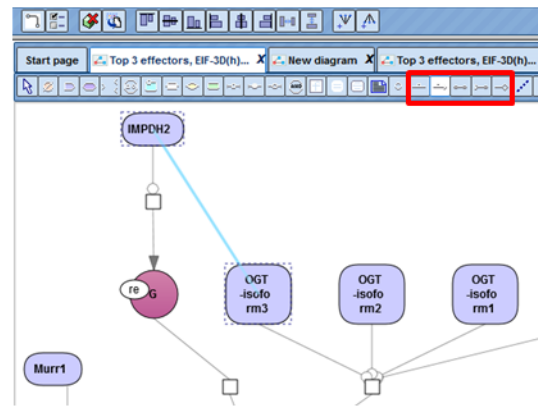 Start page
Top 3 effectors, EIF-3D(h)... X
New diagram X
Top 3 effectors, EIF-3D(h)...
IMPDH2
re
G
OGT
-isofo
rm3
OGT
-isofo
rm2
OGT
-isofo
rm1
Murr1